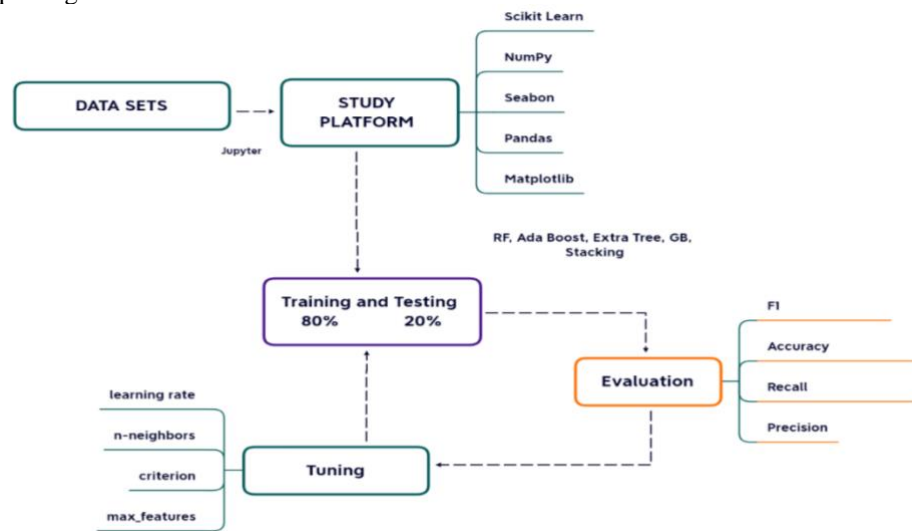 Scikit Learn
NumPy
DATA SETS
STUDY
PLATFORM
Seabon
Jupyter
Pandas
Matplotlib
RF, Ada Boost, Extra Tree, GB,
Stacking
Training and Testing
80% 20%
F1
Accuracy
Evaluation
Recall
Precision
learning rate
n-neighbors
Tuning
criterion
max_features